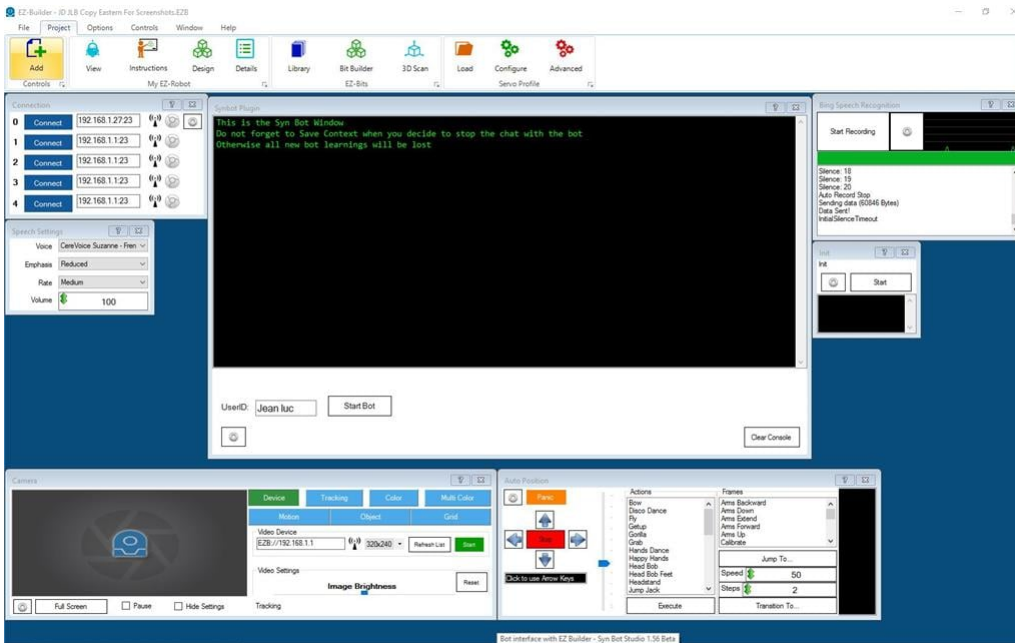 EZ-Builder - JD JLB Copy Eastern For Screenshots.EZB
File Project Options Controls Window Help
Add View Instructions Design Details Library Bit Builder 3D Scan Load Configure Advanced
Controls My EZ-Robot EZ-Bits Servo Profile
Connection
0 Connect 192.168.1.27:23
1 Connect 192.168.1.1:23
2 Connect 192.168.1.1:23
3 Connect 192.168.1.1:23
4 Connect 192.168.1.1:23
Speech Settings
Voice CereVoice Suzanne - Fren
Emphasis Reduced
Rate Medium
Volume 100
Synbot Plugin
This is the Syn Bot Window
Do not forget to Save Context when you decide to stop the chat with the bot
Otherwise all new bot learnings will be lost
UserID: Jean luc Start Bot
Clear Console
Bing Speech Recognition
Start Recording
Silence: 18
Silence: 19
Silence: 20
Auto Record Stop
Sending data (60846 Bytes)
Data Sent!
InitialSilenceTimeout
Init
Init
Start
Camera
Device Tracking Color Multi Color
Motion Object Grid
Video Device
EZB://192.168.1.1 320x240 Refresh List Start
Video Settings
Image Brightness Reset
Full Screen Pause Hide Settings Tracking
Auto Position
Panic
Stop
Click to use Arrow Keys
Actions
Bow
Disco Dance
Fly
Getup
Gorilla
Grab
Hands Dance
Happy Hands
Head Bob
Head Bob Feet
Headstand
Jump Jack
Execute
Frames
Arms Backward
Arms Down
Arms Extend
Arms Forward
Arms Up
Calibrate
Jump To...
Speed 50
Steps 2
Transition To...
Bot interface with EZ Builder - Syn Bot Studio 1.56 Beta